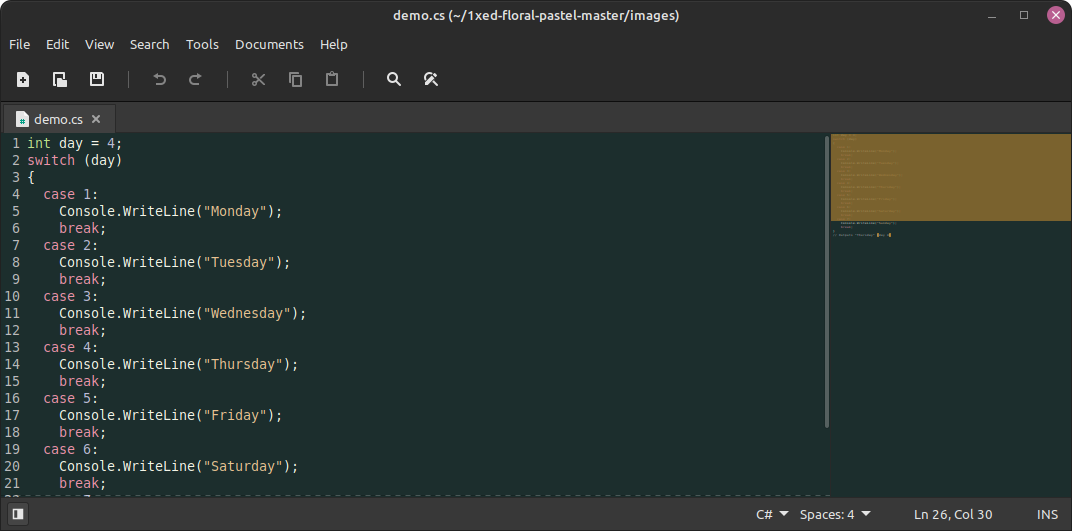 demo.cs (~/1xed-floral-pastel-master/images)
File Edit View Search Tools Documents Help
demo.cs
1 int day = 4;
2 switch (day)
3 {
4   case 1:
5     Console.WriteLine("Monday");
6     break;
7   case 2:
8     Console.WriteLine("Tuesday");
9     break;
10   case 3:
11     Console.WriteLine("Wednesday");
12     break;
13   case 4:
14     Console.WriteLine("Thursday");
15     break;
16   case 5:
17     Console.WriteLine("Friday");
18     break;
19   case 6:
20     Console.WriteLine("Saturday");
21     break;
C# Spaces: 4 Ln 26, Col 30 INS